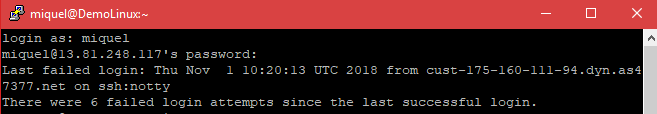 miquel@DemoLinux:~
login as: miquel
miquel@13.81.248.117's password:
Last failed login: Thu Nov  1 10:20:13 UTC 2018 from cust-175-160-111-94.dyn.as4
7377.net on ssh:notty
There were 6 failed login attempts since the last successful login.